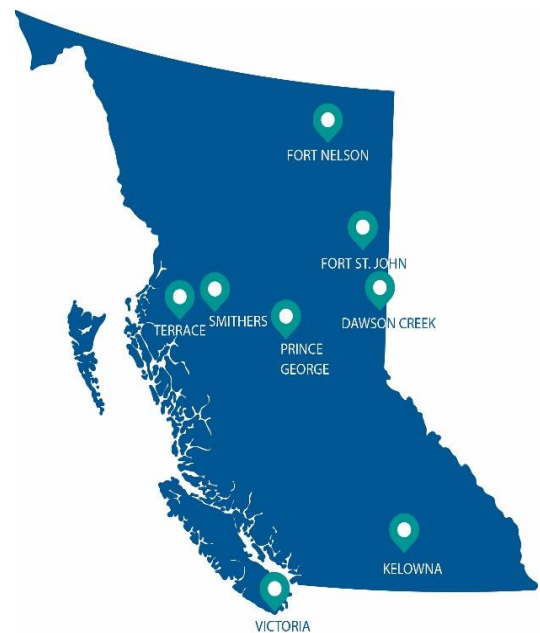 FORT NELSON
FORT ST. JOHN
DAWSON CREEK
SMITHERS
TERRACE
PRINCE
GEORGE
KELOWNA
VICTORIA